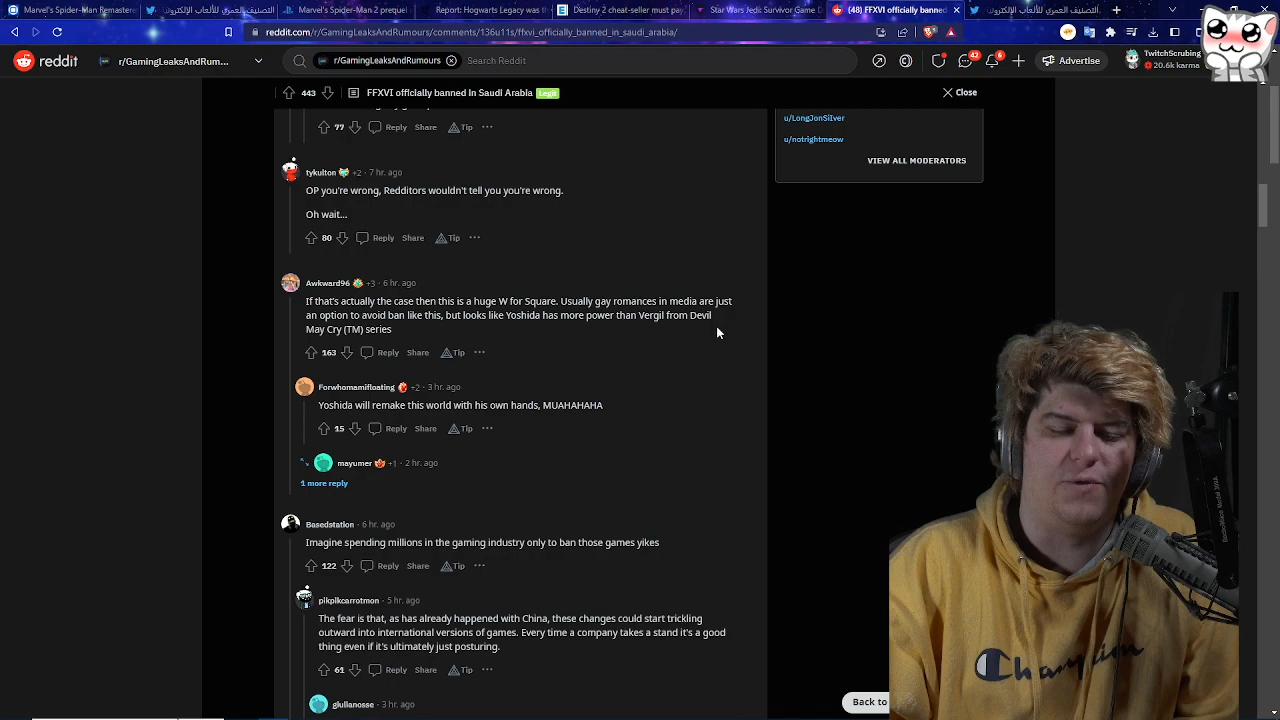 Marvel's Spider-Man Remastere
التصنيف العمري للألعاب الإلكترونية
Marvel's Spider-Man 2 prequel
Report: Hogwarts Legacy was th
Destiny 2 cheat-seller must pay
Star Wars Jedi: Survivor Game D
(48) FFXVI officially banned
التصنيف العمري للألعاب الإلكترونية
reddit.com/r/GamingLeaksAndRumours/comments/136u11s/ffxvi_officially_banned_in_saudi_arabia/
reddit
r/GamingLeaksAndRum...
r/GamingLeaksAndRumours
Search Reddit
42
6
Advertise
TwitchScrubing
20.6k karma
443
FFXVI officially banned in Saudi Arabia
Legit
Close
77 Reply Share Tip ...
u/LongJonSilver
u/notrightmeow
VIEW ALL MODERATORS
tykulton +2 · 7 hr. ago
OP you're wrong, Redditors wouldn't tell you you're wrong.
Oh wait...
80 Reply Share Tip ...
Awkward96 +3 · 6 hr. ago
If that's actually the case then this is a huge W for Square. Usually gay romances in media are just
an option to avoid ban like this, but looks like Yoshida has more power than Vergil from Devil
May Cry (TM) series
163 Reply Share Tip ...
Forwhomamifloating +2 · 3 hr. ago
Yoshida will remake this world with his own hands, MUAHAHAHA
15 Reply Share Tip ...
mayumer +1 · 2 hr. ago
1 more reply
Basedstation · 6 hr. ago
Imagine spending millions in the gaming industry only to ban those games yikes
122 Reply Share Tip ...
pikpikcarrotmon · 5 hr. ago
The fear is that, as has already happened with China, these changes could start trickling
outward into international versions of games. Every time a company takes a stand it's a good
thing even if it's ultimately just posturing.
61 Reply Share Tip ...
giulianosse · 3 hr. ago
Back to
Champion